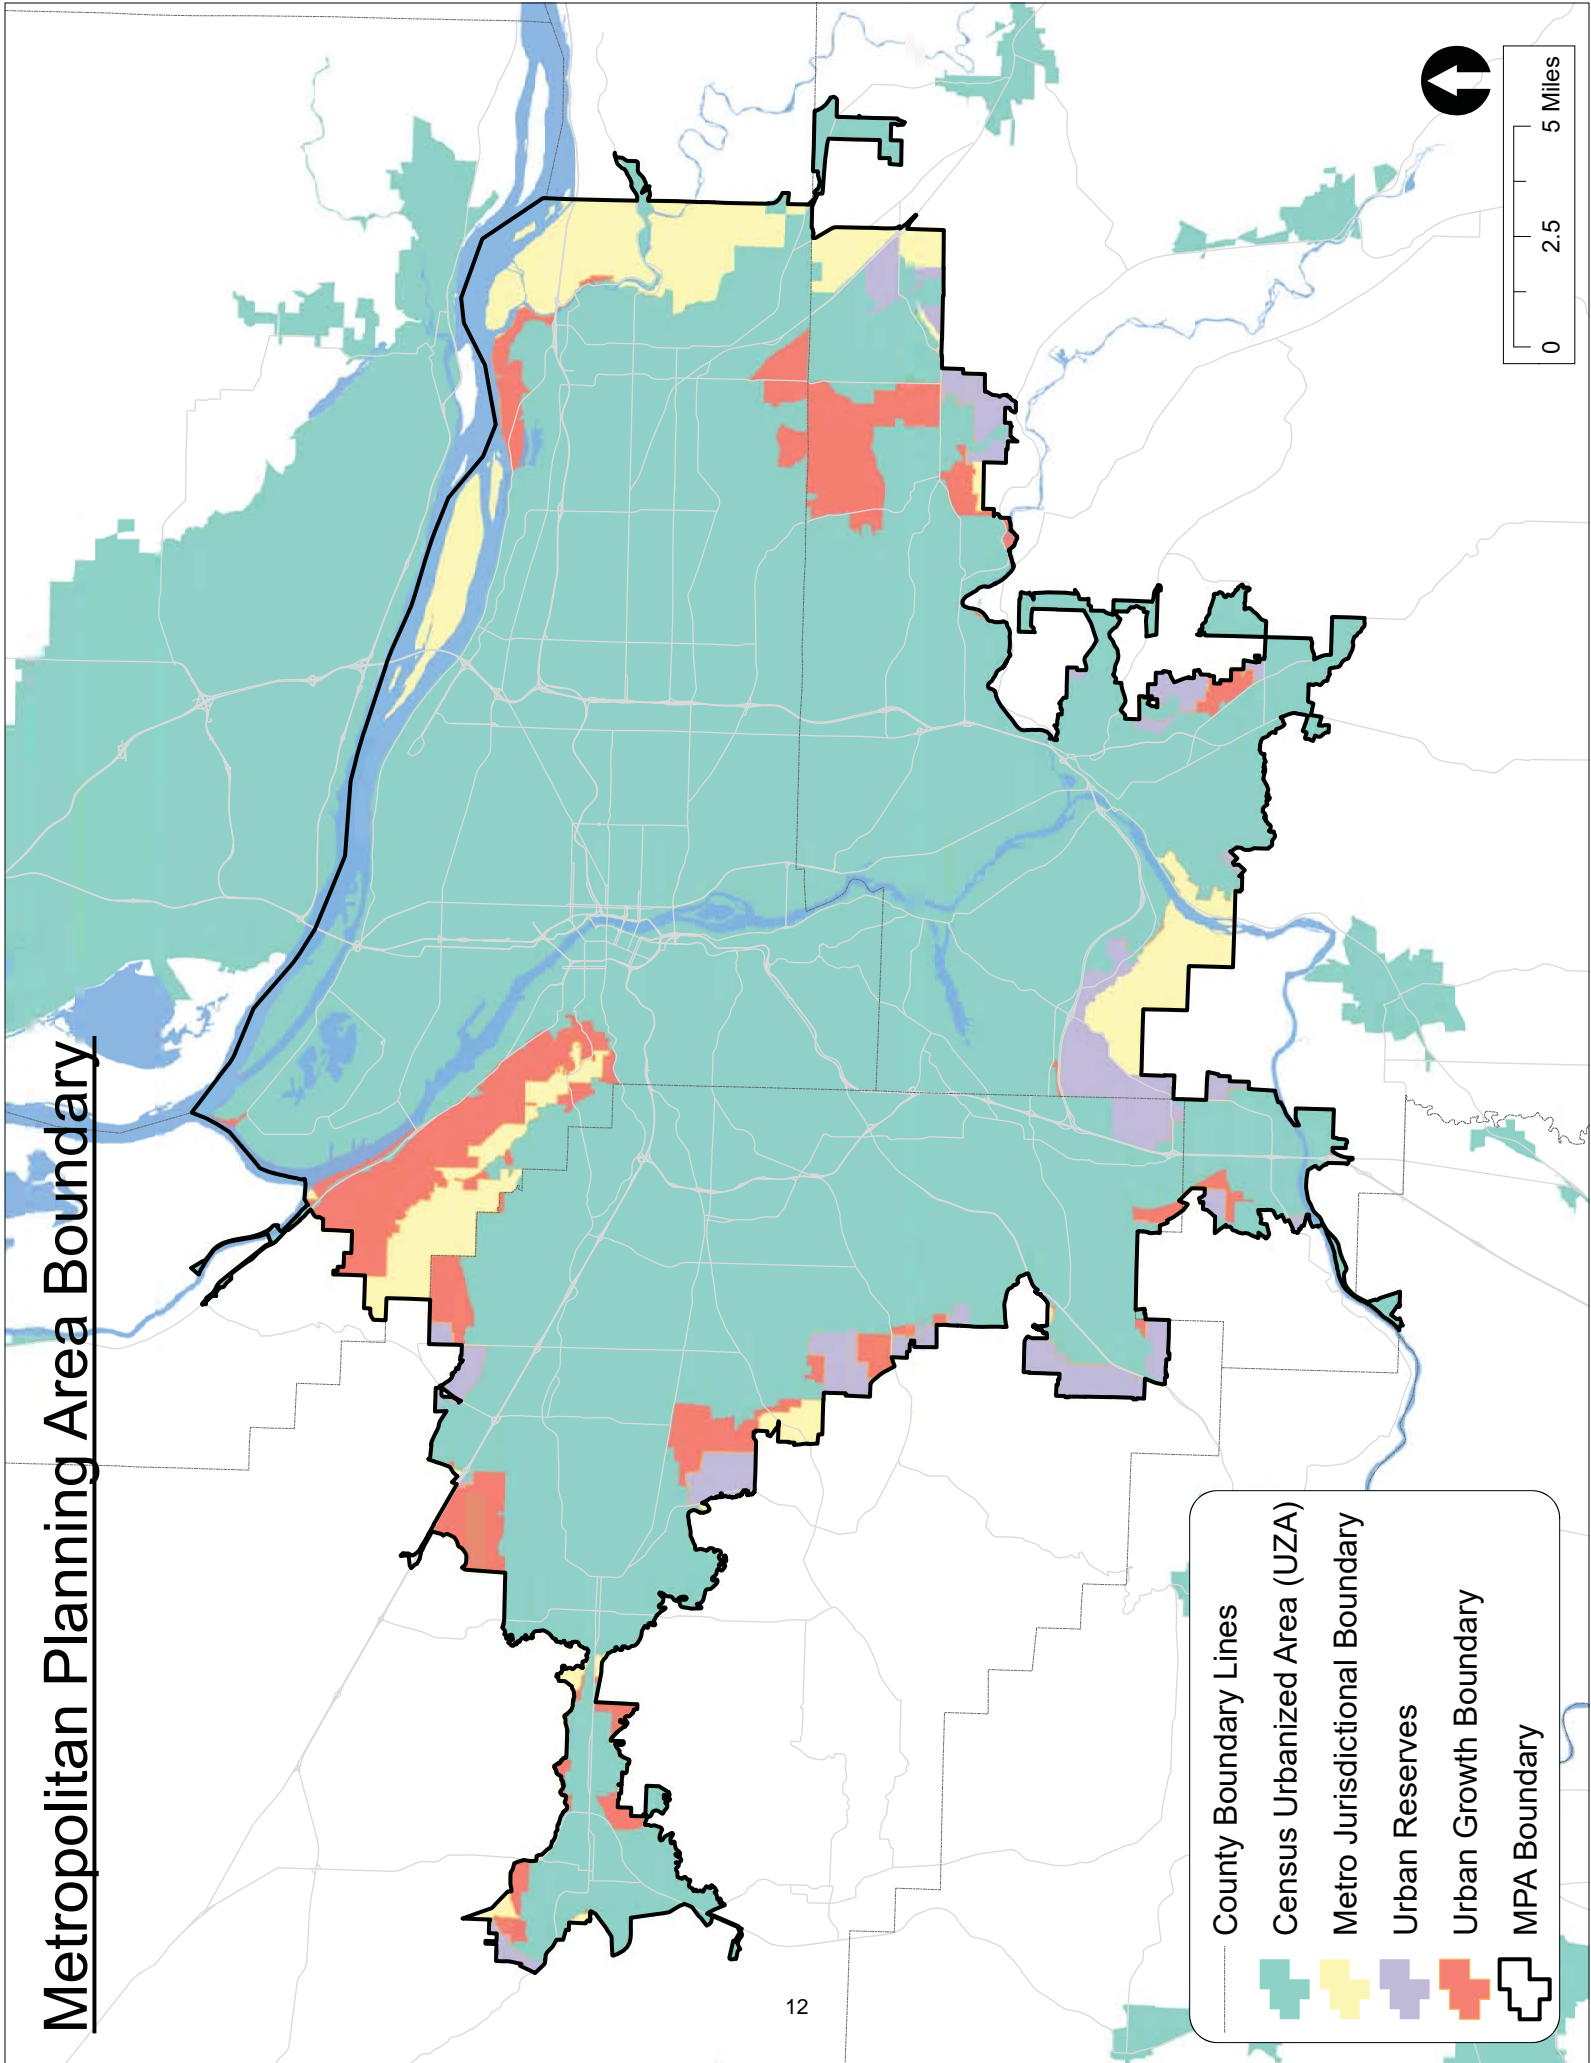 Metropolitan Planning Area Boundary
County Boundary Lines
Census Urbanized Area (UZA)
Metro Jurisdictional Boundary
Urban Reserves
Urban Growth Boundary
MPA Boundary
0 2.5 5 Miles
12